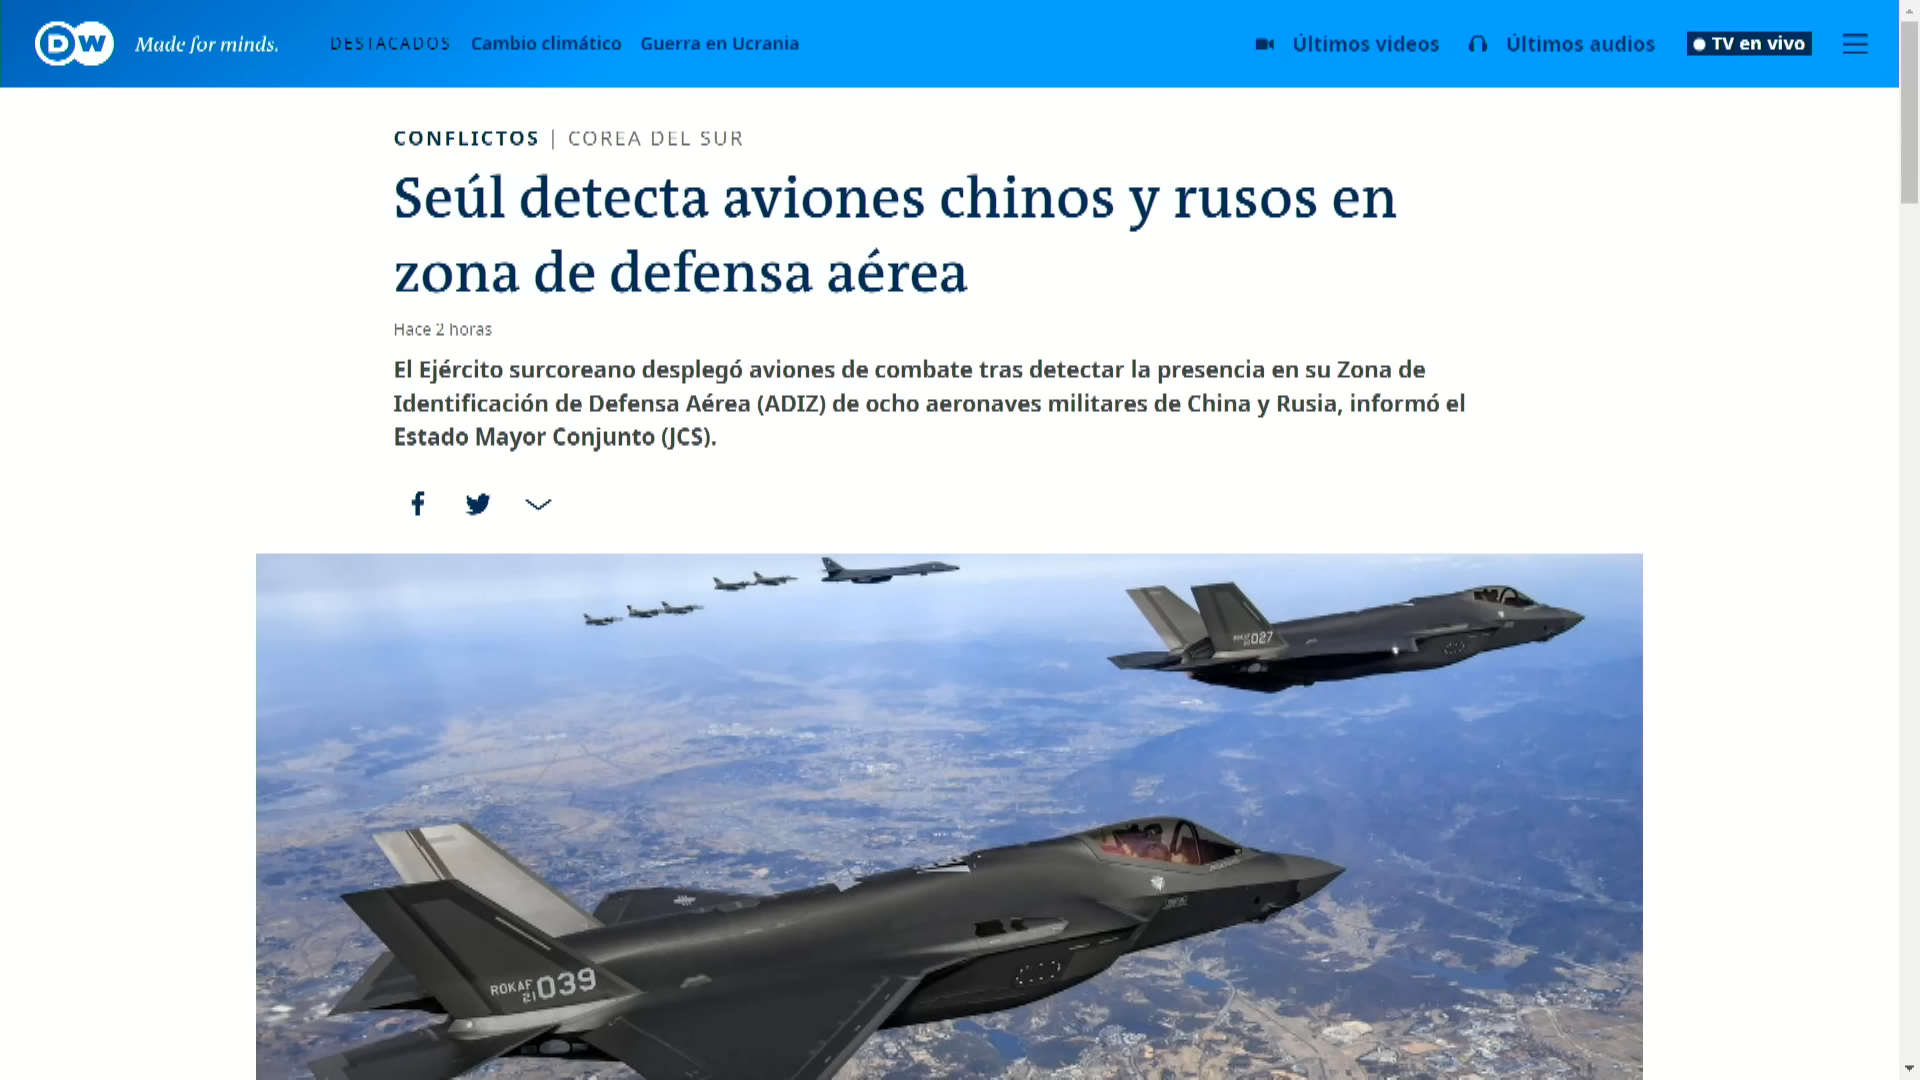 DW Made for minds. DESTACADOS Cambio climático Guerra en Ucrania Últimos videos Últimos audios TV en vivo
CONFLICTOS | COREA DEL SUR
Seúl detecta aviones chinos y rusos en
zona de defensa aérea
Hace 2 horas
El Ejército surcoreano desplegó aviones de combate tras detectar la presencia en su Zona de
Identificación de Defensa Aérea (ADIZ) de ocho aeronaves militares de China y Rusia, informó el
Estado Mayor Conjunto (JCS).
027
ROKAF
21 039